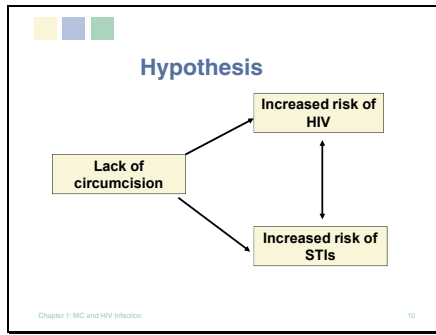 Hypothesis
Increased risk of
HIV
Lack of
circumcision
Increased risk of
STIs
Chapter 1: MC and HIV Infection
10